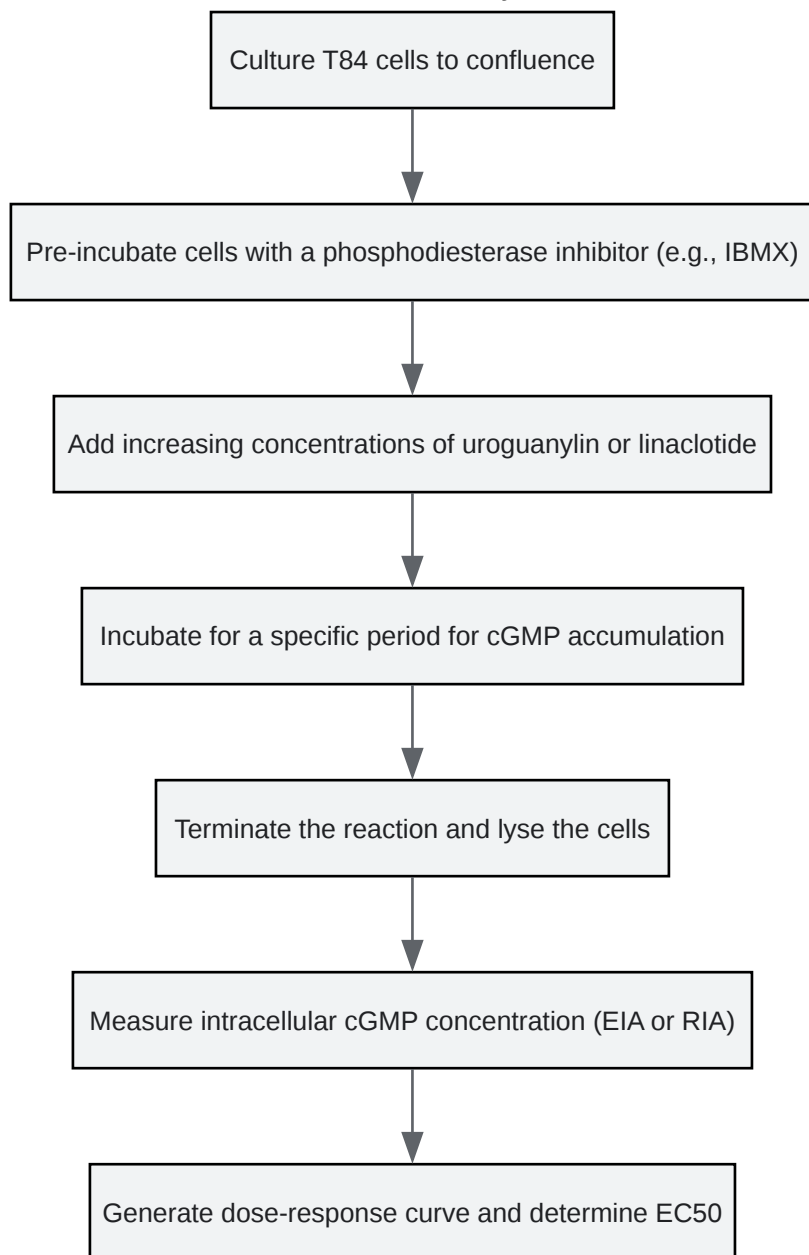 Culture T84 cells to confluence
Pre-incubate cells with a phosphodiesterase inhibitor (e.g., IBMX)
Add increasing concentrations of uroguanylin or linaclotide
Incubate for a specific period for cGMP accumulation
Terminate the reaction and lyse the cells
Measure intracellular cGMP concentration (EIA or RIA)
Generate dose-response curve and determine EC50